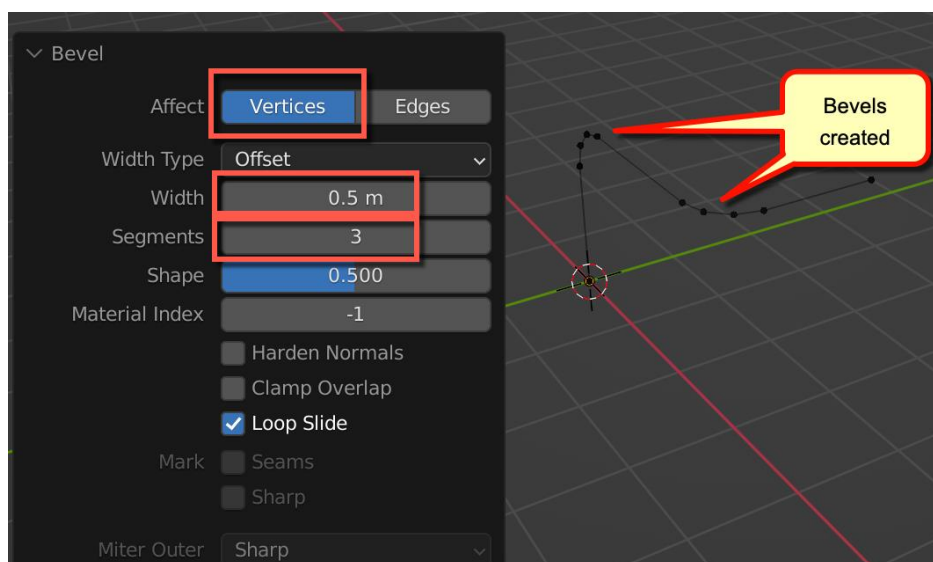 Bevel
Affect Vertices Edges
Width Type Offset
Width 0.5 m
Segments 3
Shape 0.500
Material Index -1
Harden Normals
Clamp Overlap
Loop Slide
Mark Seams
Sharp
Miter Outer Sharp
Bevels
created